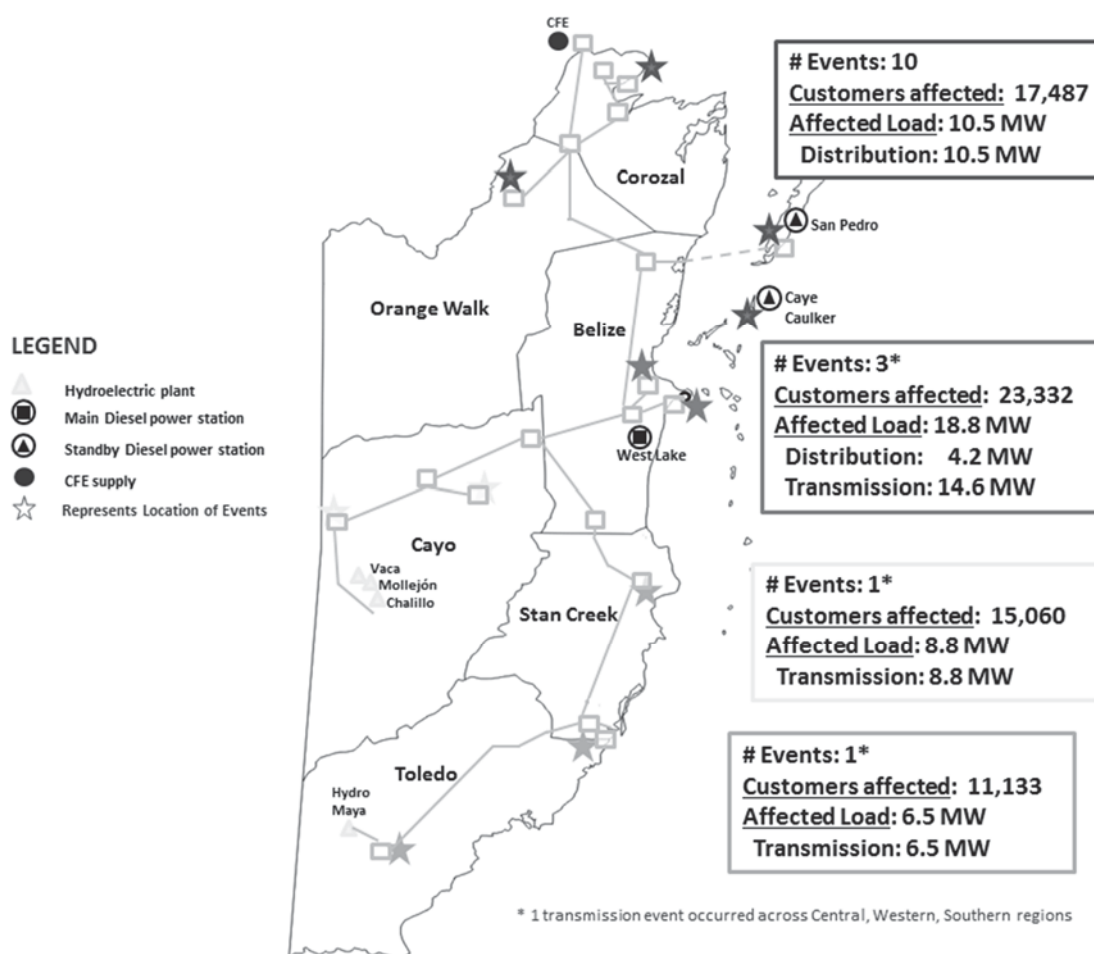 CFE
# Events: 10
Customers affected: 17,487
Affected Load: 10.5 MW
Distribution: 10.5 MW
Corozal
San Pedro
Orange Walk
Caye
Caulker
Belize
LEGEND
Hydroelectric plant
Main Diesel power station
Standby Diesel power station
CFE supply
Represents Location of Events
# Events: 3*
Customers affected: 23,332
Affected Load: 18.8 MW
Distribution: 4.2 MW
Transmission: 14.6 MW
West Lake
Cayo
Vaca
Mollejón
Chalillo
Stan Creek
# Events: 1*
Customers affected: 15,060
Affected Load: 8.8 MW
Transmission: 8.8 MW
Toledo
Hydro
Maya
# Events: 1*
Customers affected: 11,133
Affected Load: 6.5 MW
Transmission: 6.5 MW
* 1 transmission event occurred across Central, Western, Southern regions